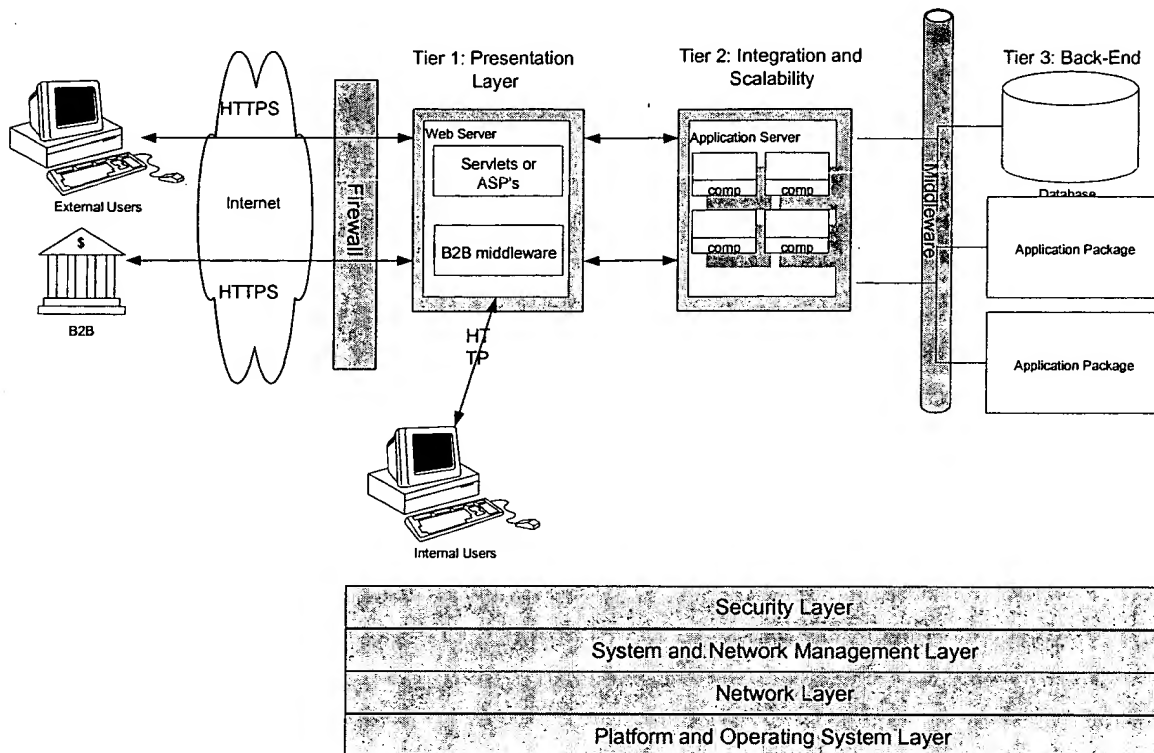 Tier 1: Presentation
Layer
Tier 2: Integration and
Scalability
Tier 3: Back-End
HTTPS
Web Server
Servlets or
ASP's
B2B middleware
Application Server
comp
comp
comp
comp
External Users
Internet
Firewall
Middleware
Database
Application Package
Application Package
$
B2B
HTTPS
HT
TP
Internal Users
Security Layer
System and Network Management Layer
Network Layer
Platform and Operating System Layer